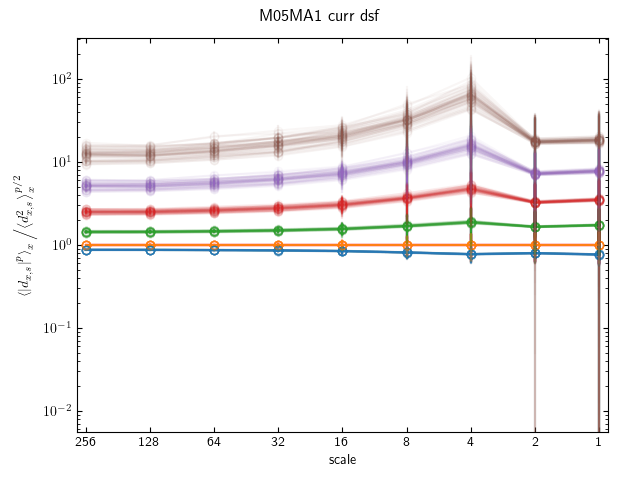 M05MA1 curr dsf
⟨|d_{x,s}|^p⟩_x / ⟨d^2_{x,s}⟩_x^{p/2}
10^2
10^1
10^0
10^{-1}
10^{-2}
256 128 64 32 16 8 4 2 1
scale